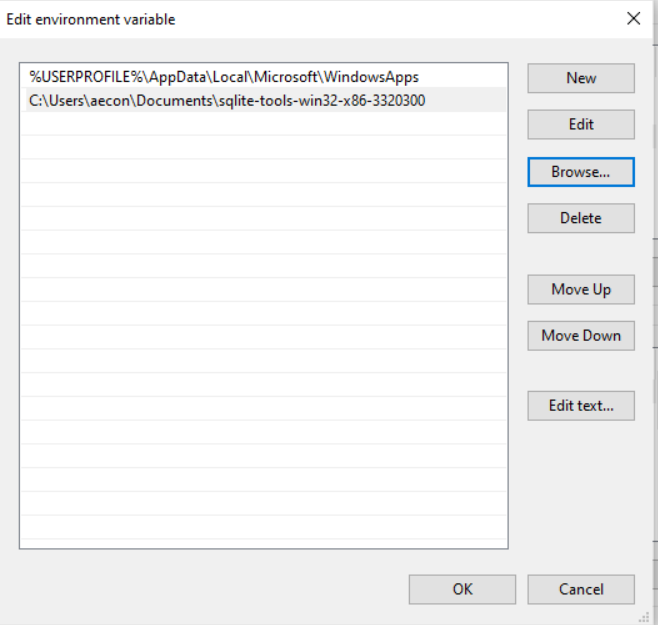 Edit environment variable
%USERPROFILE%\AppData\Local\Microsoft\WindowsApps
C:\Users\aecon\Documents\sqlite-tools-win32-x86-3320300
New
Edit
Browse...
Delete
Move Up
Move Down
Edit text...
OK
Cancel